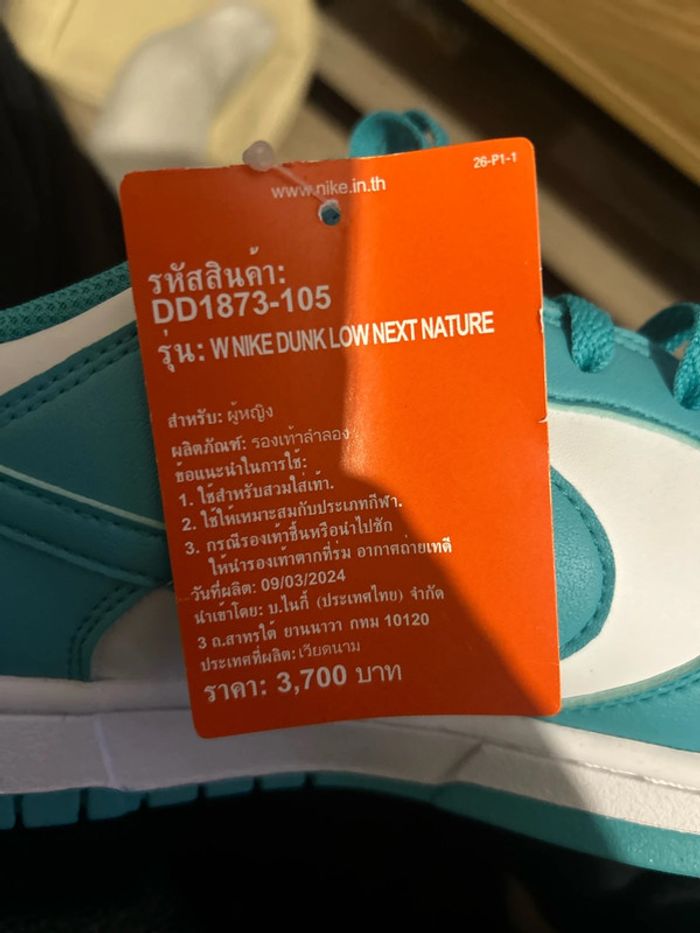 26-P1-1
www.nike.in.th
รหัสสินค้า:
DD1873-105
รุ่น: W NIKE DUNK LOW NEXT NATURE
สำหรับ: ผู้หญิง
ผลิตภัณฑ์: รองเท้าลำลอง
ข้อแนะนำในการใช้:
1. ใช้สำหรับสวมใส่เท้า.
2. ใช้ให้เหมาะสมกับประเภทกีฬา.
3. กรณีรองเท้าชื้นหรือนำไปซัก
ให้นำรองเท้าตากที่ร่ม อากาศถ่ายเทดี
วันที่ผลิต: 09/03/2024
นำเข้าโดย: บ.ไนกี้ (ประเทศไทย) จำกัด
3 ถ.สาทรใต้ ยานนาวา กทม 10120
ประเทศที่ผลิต: เวียดนาม
ราคา: 3,700 บาท